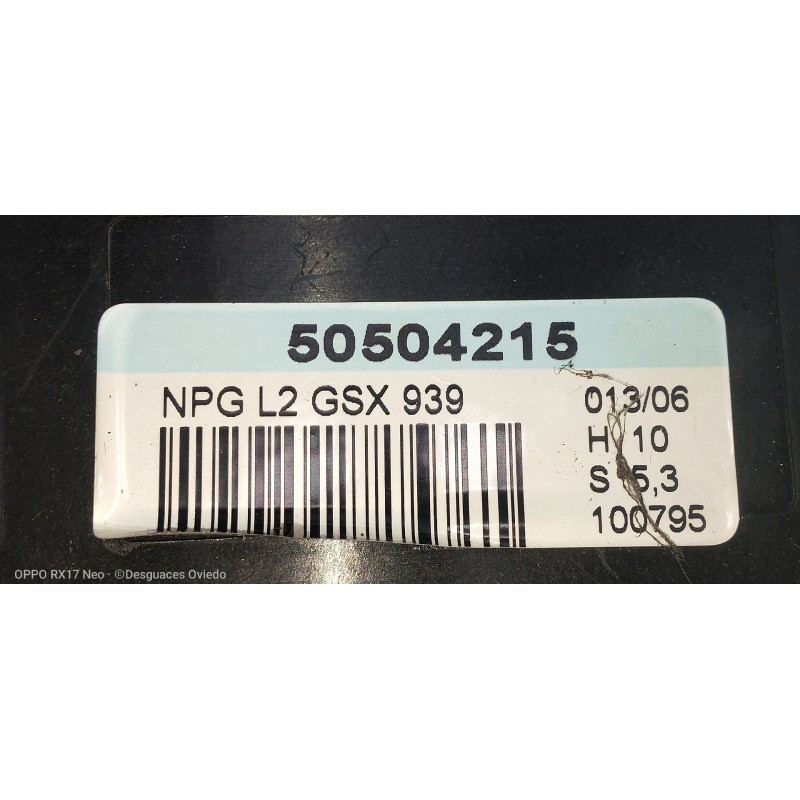 50504215
NPG L2 GSX 939
013/06
H 10
S 5,3
100795
OPPO RX17 Neo · ©Desguaces Oviedo